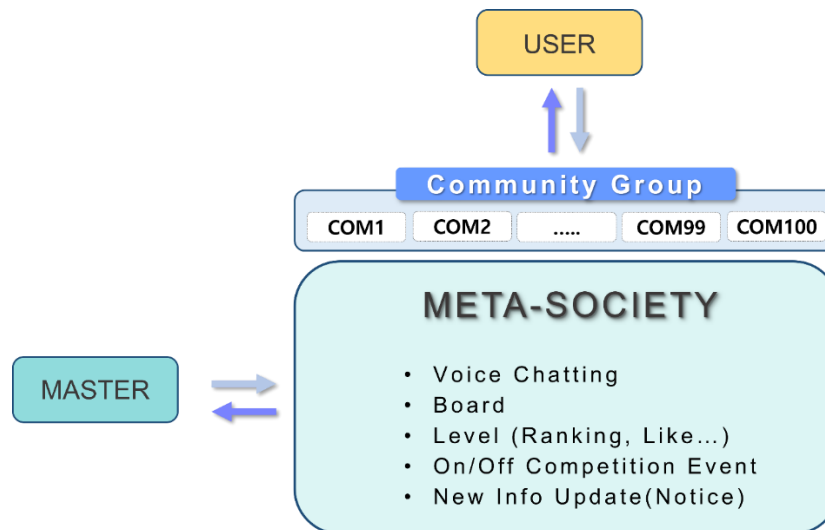 USER
Community Group
COM1 COM2 ..... COM99 COM100
META-SOCIETY
MASTER
• Voice Chatting
• Board
• Level (Ranking, Like...)
• On/Off Competition Event
• New Info Update(Notice)